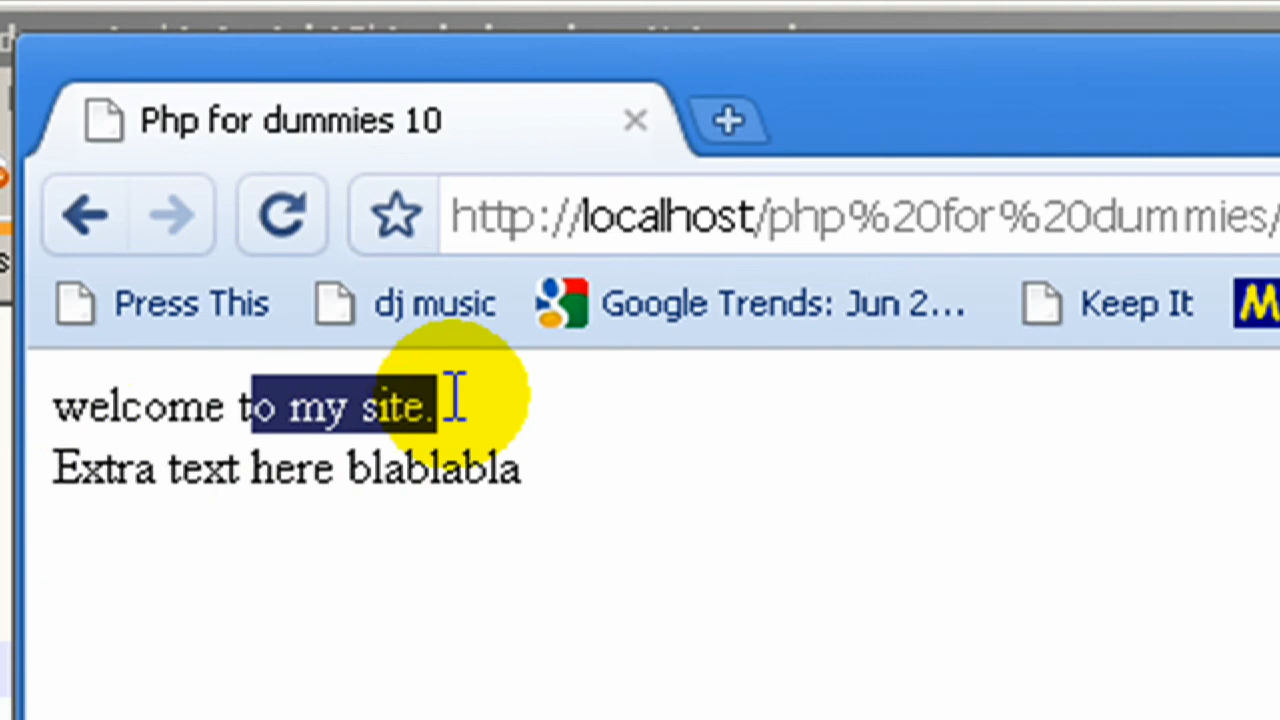 Php for dummies 10
http://localhost/php%20for%20dummies/
Press This dj music Google Trends: Jun 2... Keep It
welcome to my site.
Extra text here blablabla